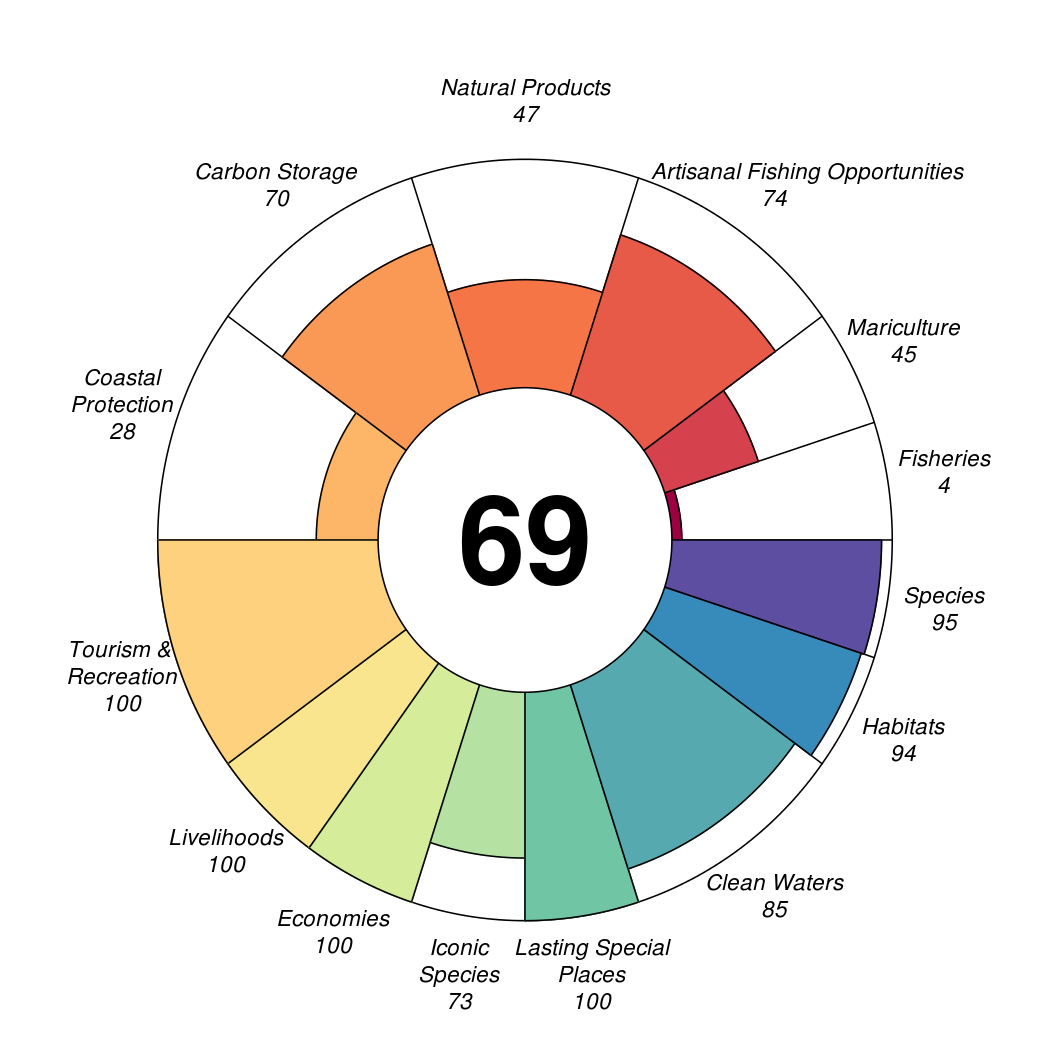 Natural Products
47
Artisanal Fishing Opportunities
74
Carbon Storage
70
Mariculture
45
Coastal
Protection
28
Fisheries
4
69
Species
95
Tourism &
Recreation
100
Habitats
94
Livelihoods
100
Clean Waters
85
Economies
100
Iconic
Species
73
Lasting Special
Places
100